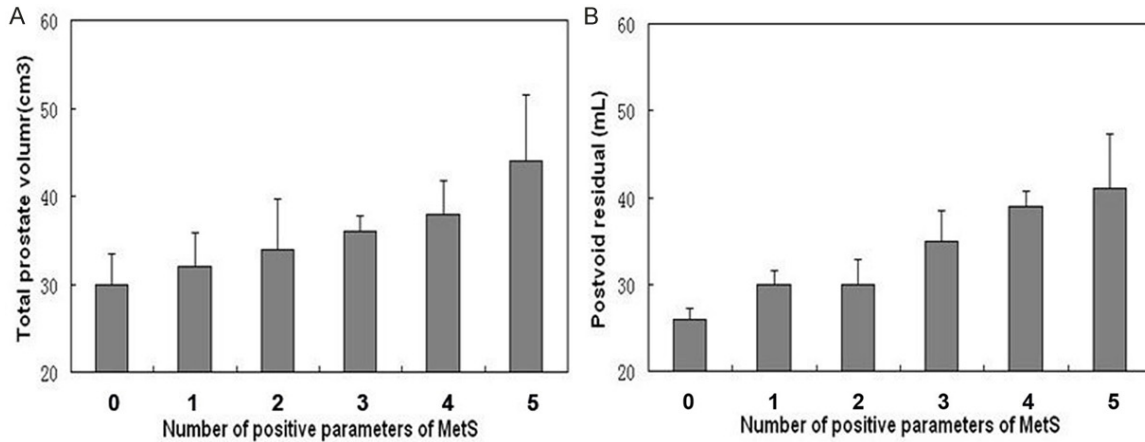 A
Total prostate volumr(cm3)
60
50
40
30
20
0 1 2 3 4 5
Number of positive parameters of MetS
B
Postvoid residual (mL)
60
50
40
30
20
0 1 2 3 4 5
Number of positive parameters of MetS